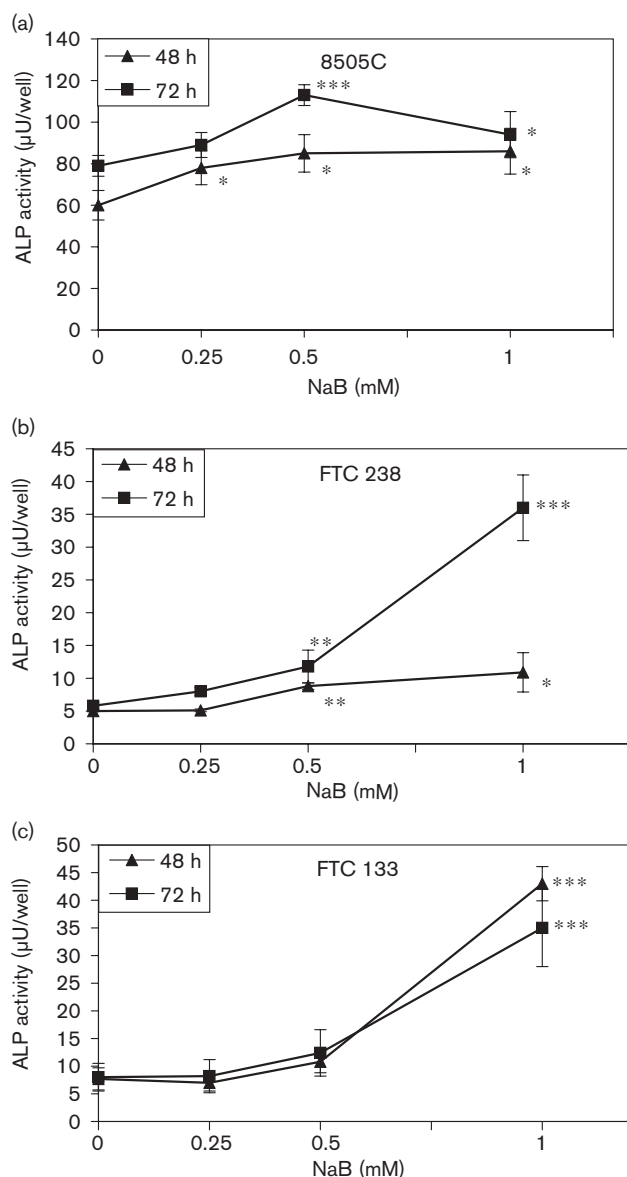 (a)
140
120
100
80
60
40
20
0
ALP activity (µU/well)
48 h
72 h
8505C
***
*
*
*
*
0 0.25 0.5 1
NaB (mM)
(b)
45
40
35
30
25
20
15
10
5
0
ALP activity (µU/well)
48 h
72 h
FTC 238
***
**
**
*
0 0.25 0.5 1
NaB (mM)
(c)
50
45
40
35
30
25
20
15
10
5
0
ALP activity (µU/well)
48 h
72 h
FTC 133
***
***
0 0.25 0.5 1
NaB (mM)